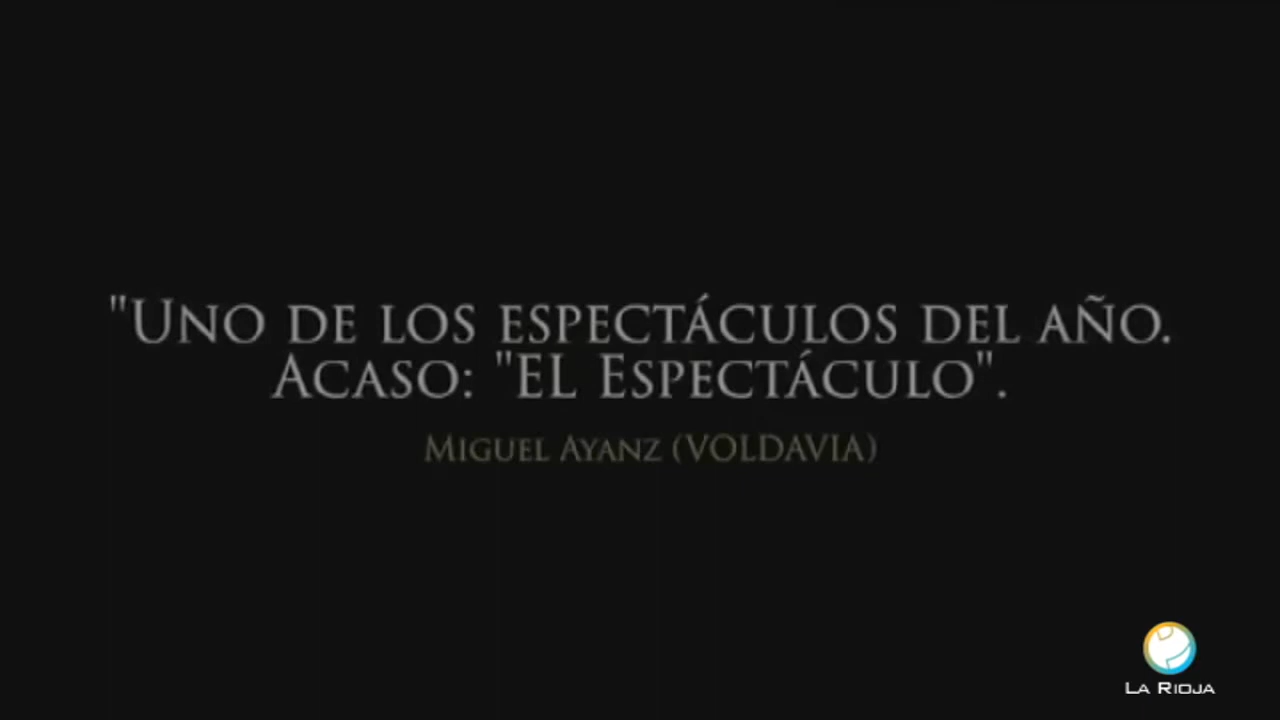 "Uno de los espectáculos del año.
Acaso: "EL Espectáculo".
Miguel Ayanz (VOLDAVIA)
La Rioja